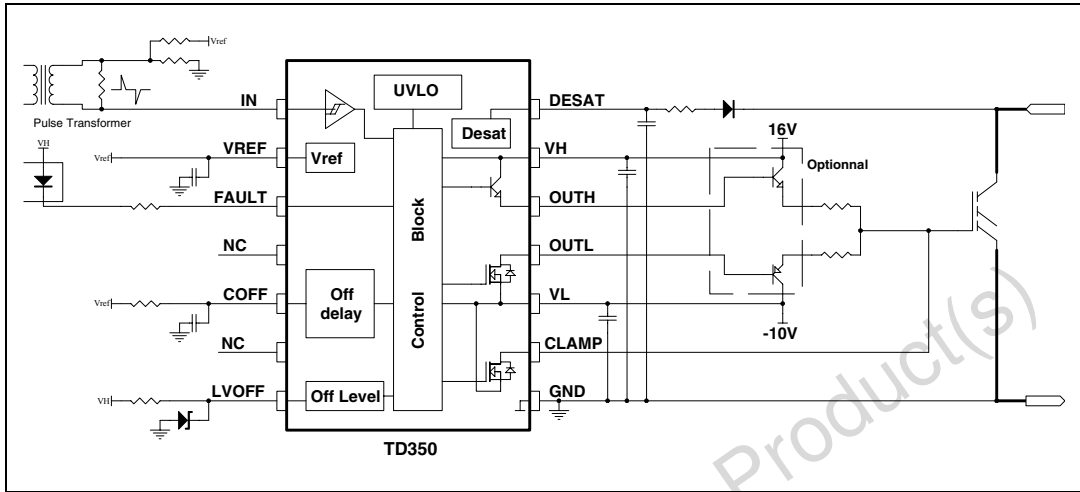 Vref
Pulse Transformer
IN
VH
Vref
VREF
FAULT
NC
Vref
COFF
NC
VH
LVOFF
UVLO
Desat
Vref
Control Block
Off
delay
Off Level
TD350
DESAT
VH
OUTH
OUTL
VL
CLAMP
GND
16V
Optionnal
-10V
Product(s)